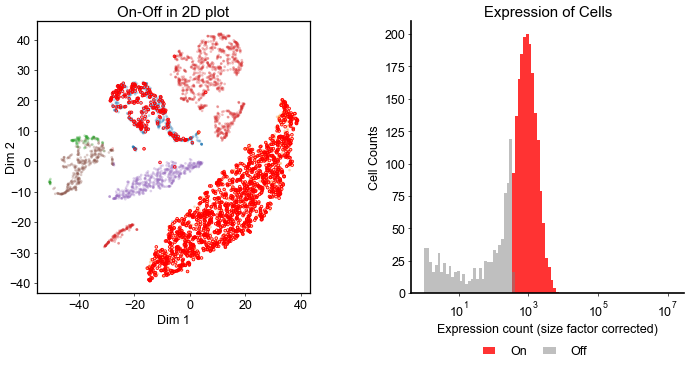 On-Off in 2D plot
Dim 2
40
30
20
10
0
−10
−20
−30
−40
−40 −20 0 20 40
Dim 1
Expression of Cells
Cell Counts
200
175
150
125
100
75
50
25
0
10^1 10^3 10^5 10^7
Expression count (size factor corrected)
On Off